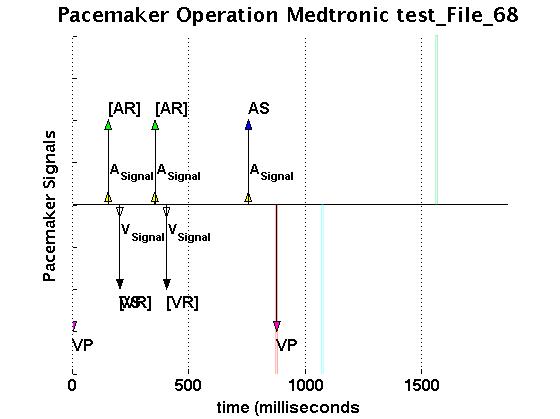 Pacemaker Operation Medtronic test_File_68
[AR] [AR] AS
A Signal A Signal A Signal
V Signal V Signal
[VR]
VP VP
0 500 1000 1500
time (milliseconds
Pacemaker Signals